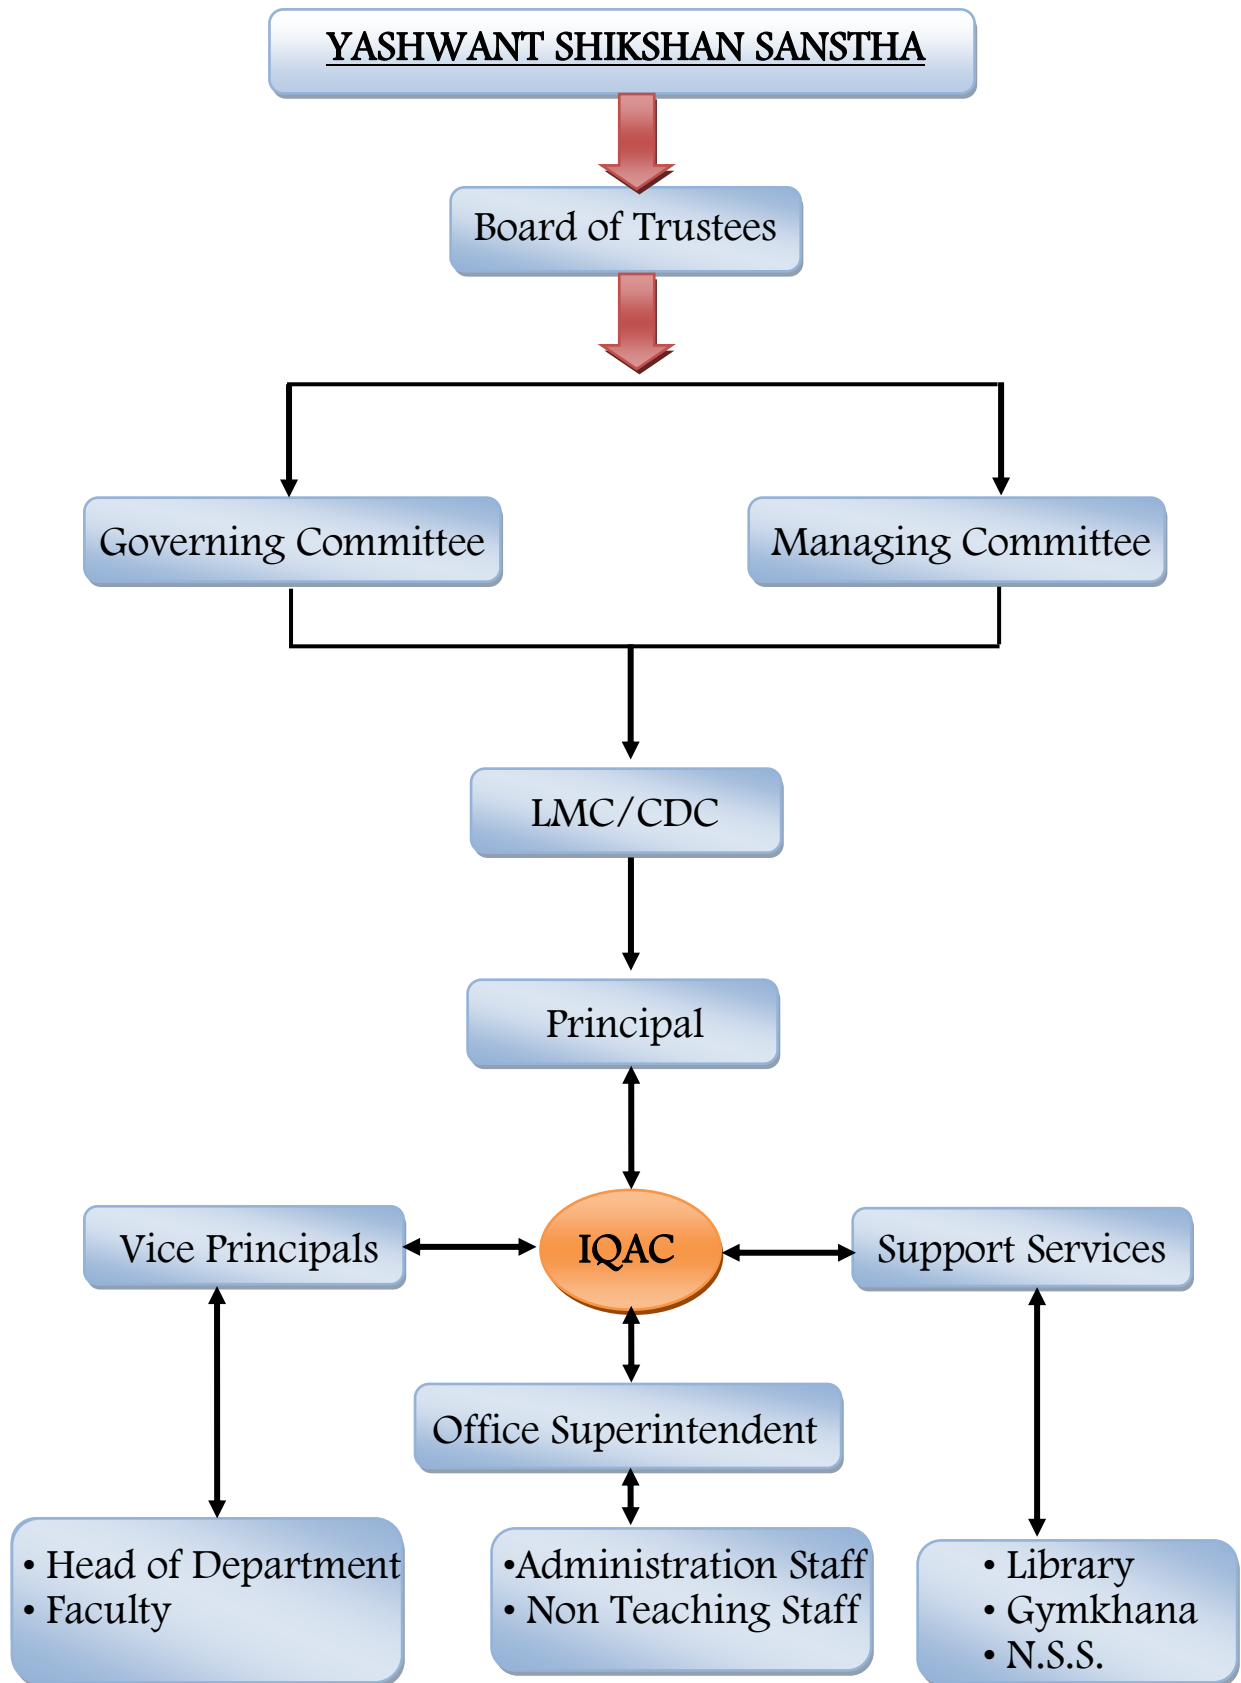 YASHWANT SHIKSHAN SANSTHA
Board of Trustees
Governing Committee
Managing Committee
LMC/CDC
Principal
Vice Principals
IQAC
Support Services
Office Superintendent
• Head of Department
• Faculty
•Administration Staff
• Non Teaching Staff
• Library
• Gymkhana
• N.S.S.